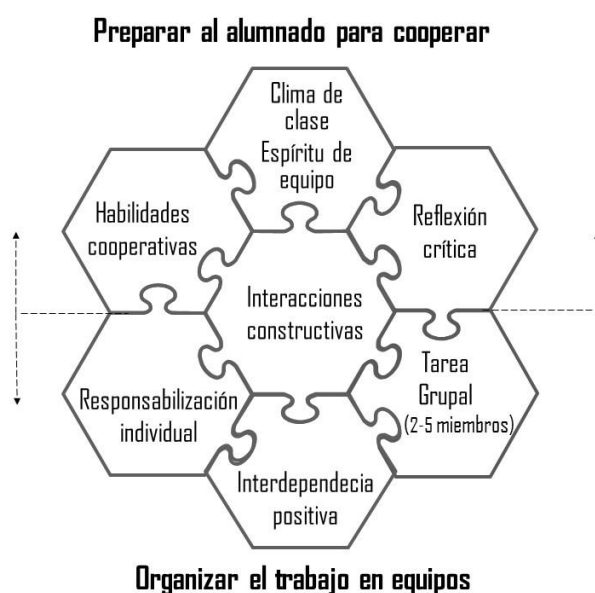 Preparar al alumnado para cooperar
Clima de
clase
Espíritu de
equipo
Habilidades
cooperativas
Reflexión
crítica
Interacciones
constructivas
Responsabilización
individual
Tarea
Grupal
(2-5 miembros)
Interdependecia
positiva
Organizar el trabajo en equipos